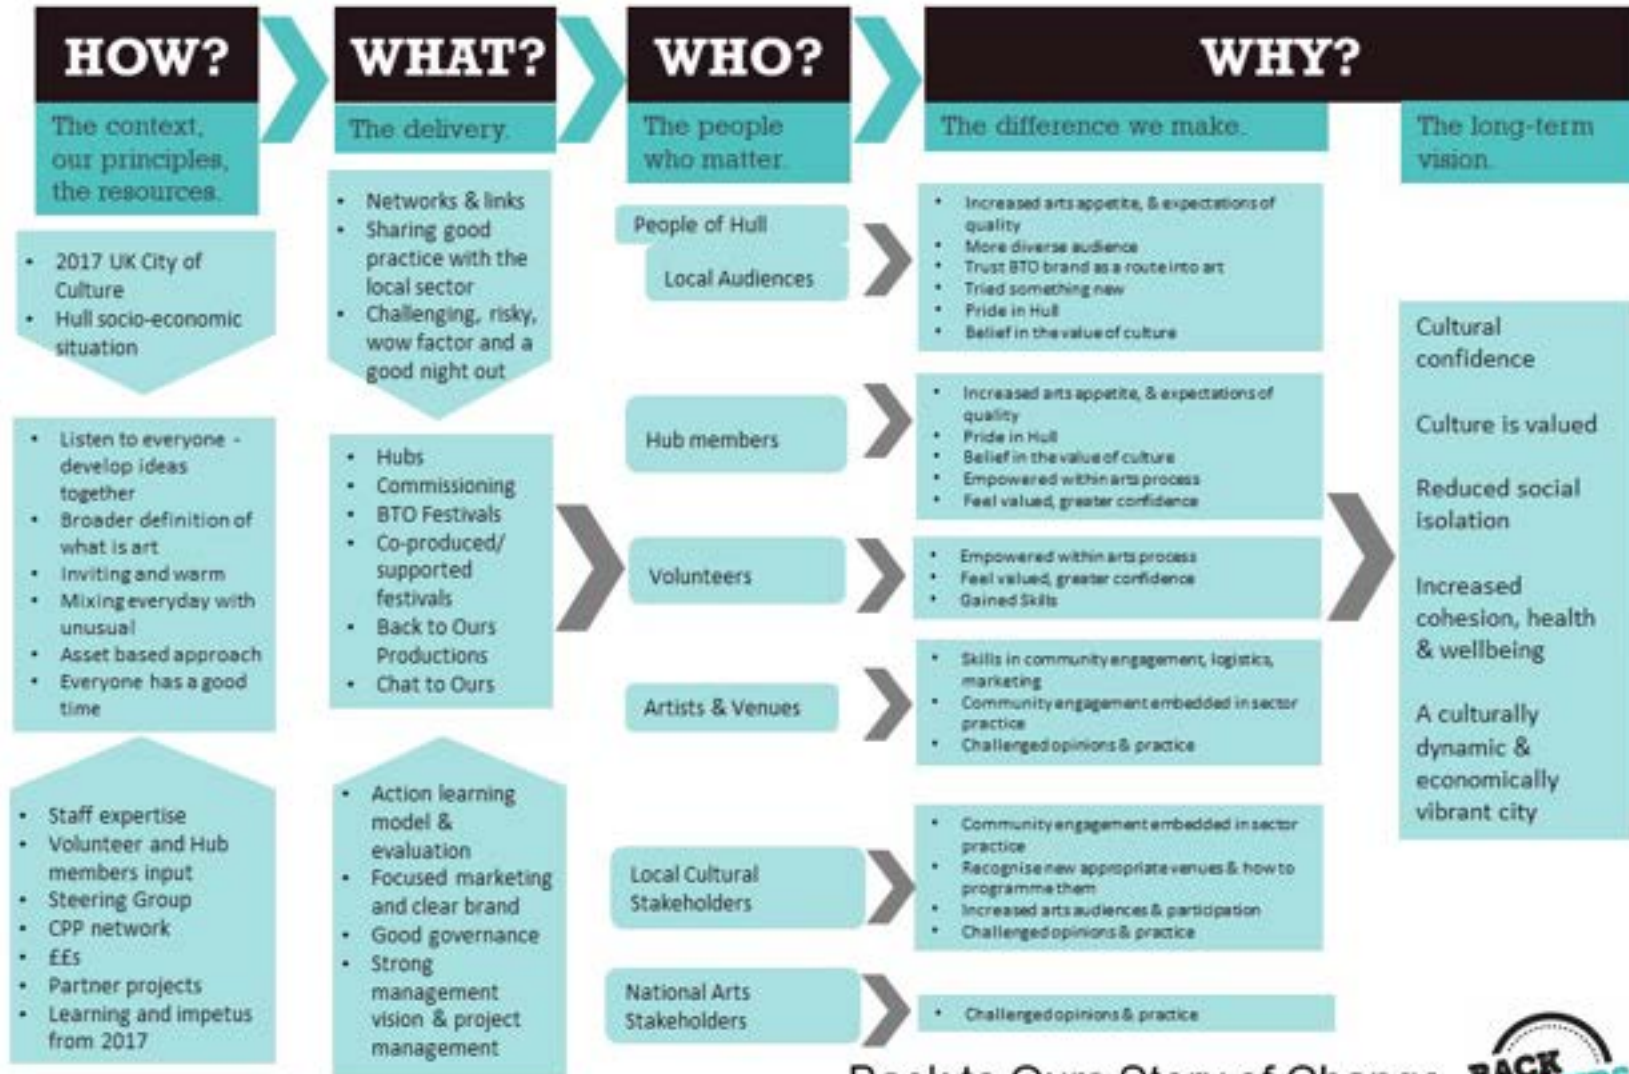 HOW?
The context,
our principles,
the resources.
• 2017 UK City of
Culture
• Hull socio-economic
situation
• Listen to everyone -
develop ideas
together
• Broader definition of
what is art
• Inviting and warm
• Mixing everyday with
unusual
• Asset based approach
• Everyone has a good
time
• Staff expertise
• Volunteer and Hub
members input
• Steering Group
• CPP network
• ££s
• Partner projects
• Learning and impetus
from 2017
WHAT?
The delivery.
• Networks & links
• Sharing good
practice with the
local sector
• Challenging, risky,
wow factor and a
good night out
• Hubs
• Commissioning
• BTO Festivals
• Co-produced/
supported
festivals
• Back to Ours
Productions
• Chat to Ours
• Action learning
model &
evaluation
• Focused marketing
and clear brand
• Good governance
• Strong
management
vision & project
management
WHO?
The people
who matter.
People of Hull
Local Audiences
Hub members
Volunteers
Artists & Venues
Local Cultural
Stakeholders
National Arts
Stakeholders
WHY?
The difference we make.
• Increased arts appetite, & expectations of
quality
• More diverse audience
• Trust BTO brand as a route into art
• Tried something new
• Pride in Hull
• Belief in the value of culture
• Increased arts appetite, & expectations of
quality
• Pride in Hull
• Belief in the value of culture
• Empowered within arts process
• Feel valued, greater confidence
• Empowered within arts process
• Feel valued, greater confidence
• Gained Skills
• Skills in community engagement, logistics,
marketing
• Community engagement embedded in sector
practice
• Challenged opinions & practice
• Community engagement embedded in sector
practice
• Recognise new appropriate venues & how to
programme them
• Increased arts audiences & participation
• Challenged opinions & practice
• Challenged opinions & practice
The long-term
vision.
Cultural
confidence
Culture is valued
Reduced social
isolation
Increased
cohesion, health
& wellbeing
A culturally
dynamic &
economically
vibrant city
Back to Ours Story of Change
BACK